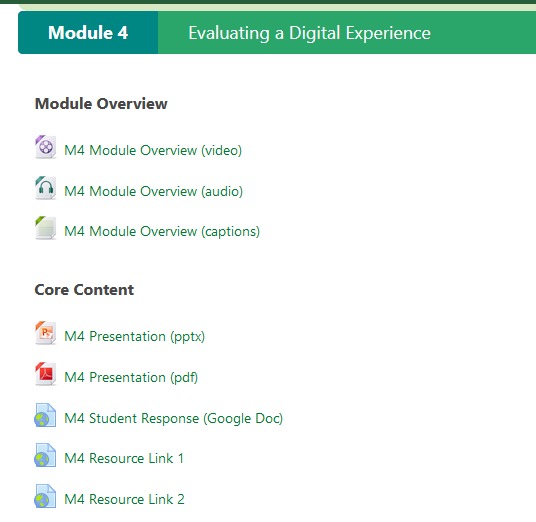 Module 4 Evaluating a Digital Experience
Module Overview
M4 Module Overview (video)
M4 Module Overview (audio)
M4 Module Overview (captions)
Core Content
M4 Presentation (pptx)
M4 Presentation (pdf)
M4 Student Response (Google Doc)
M4 Resource Link 1
M4 Resource Link 2